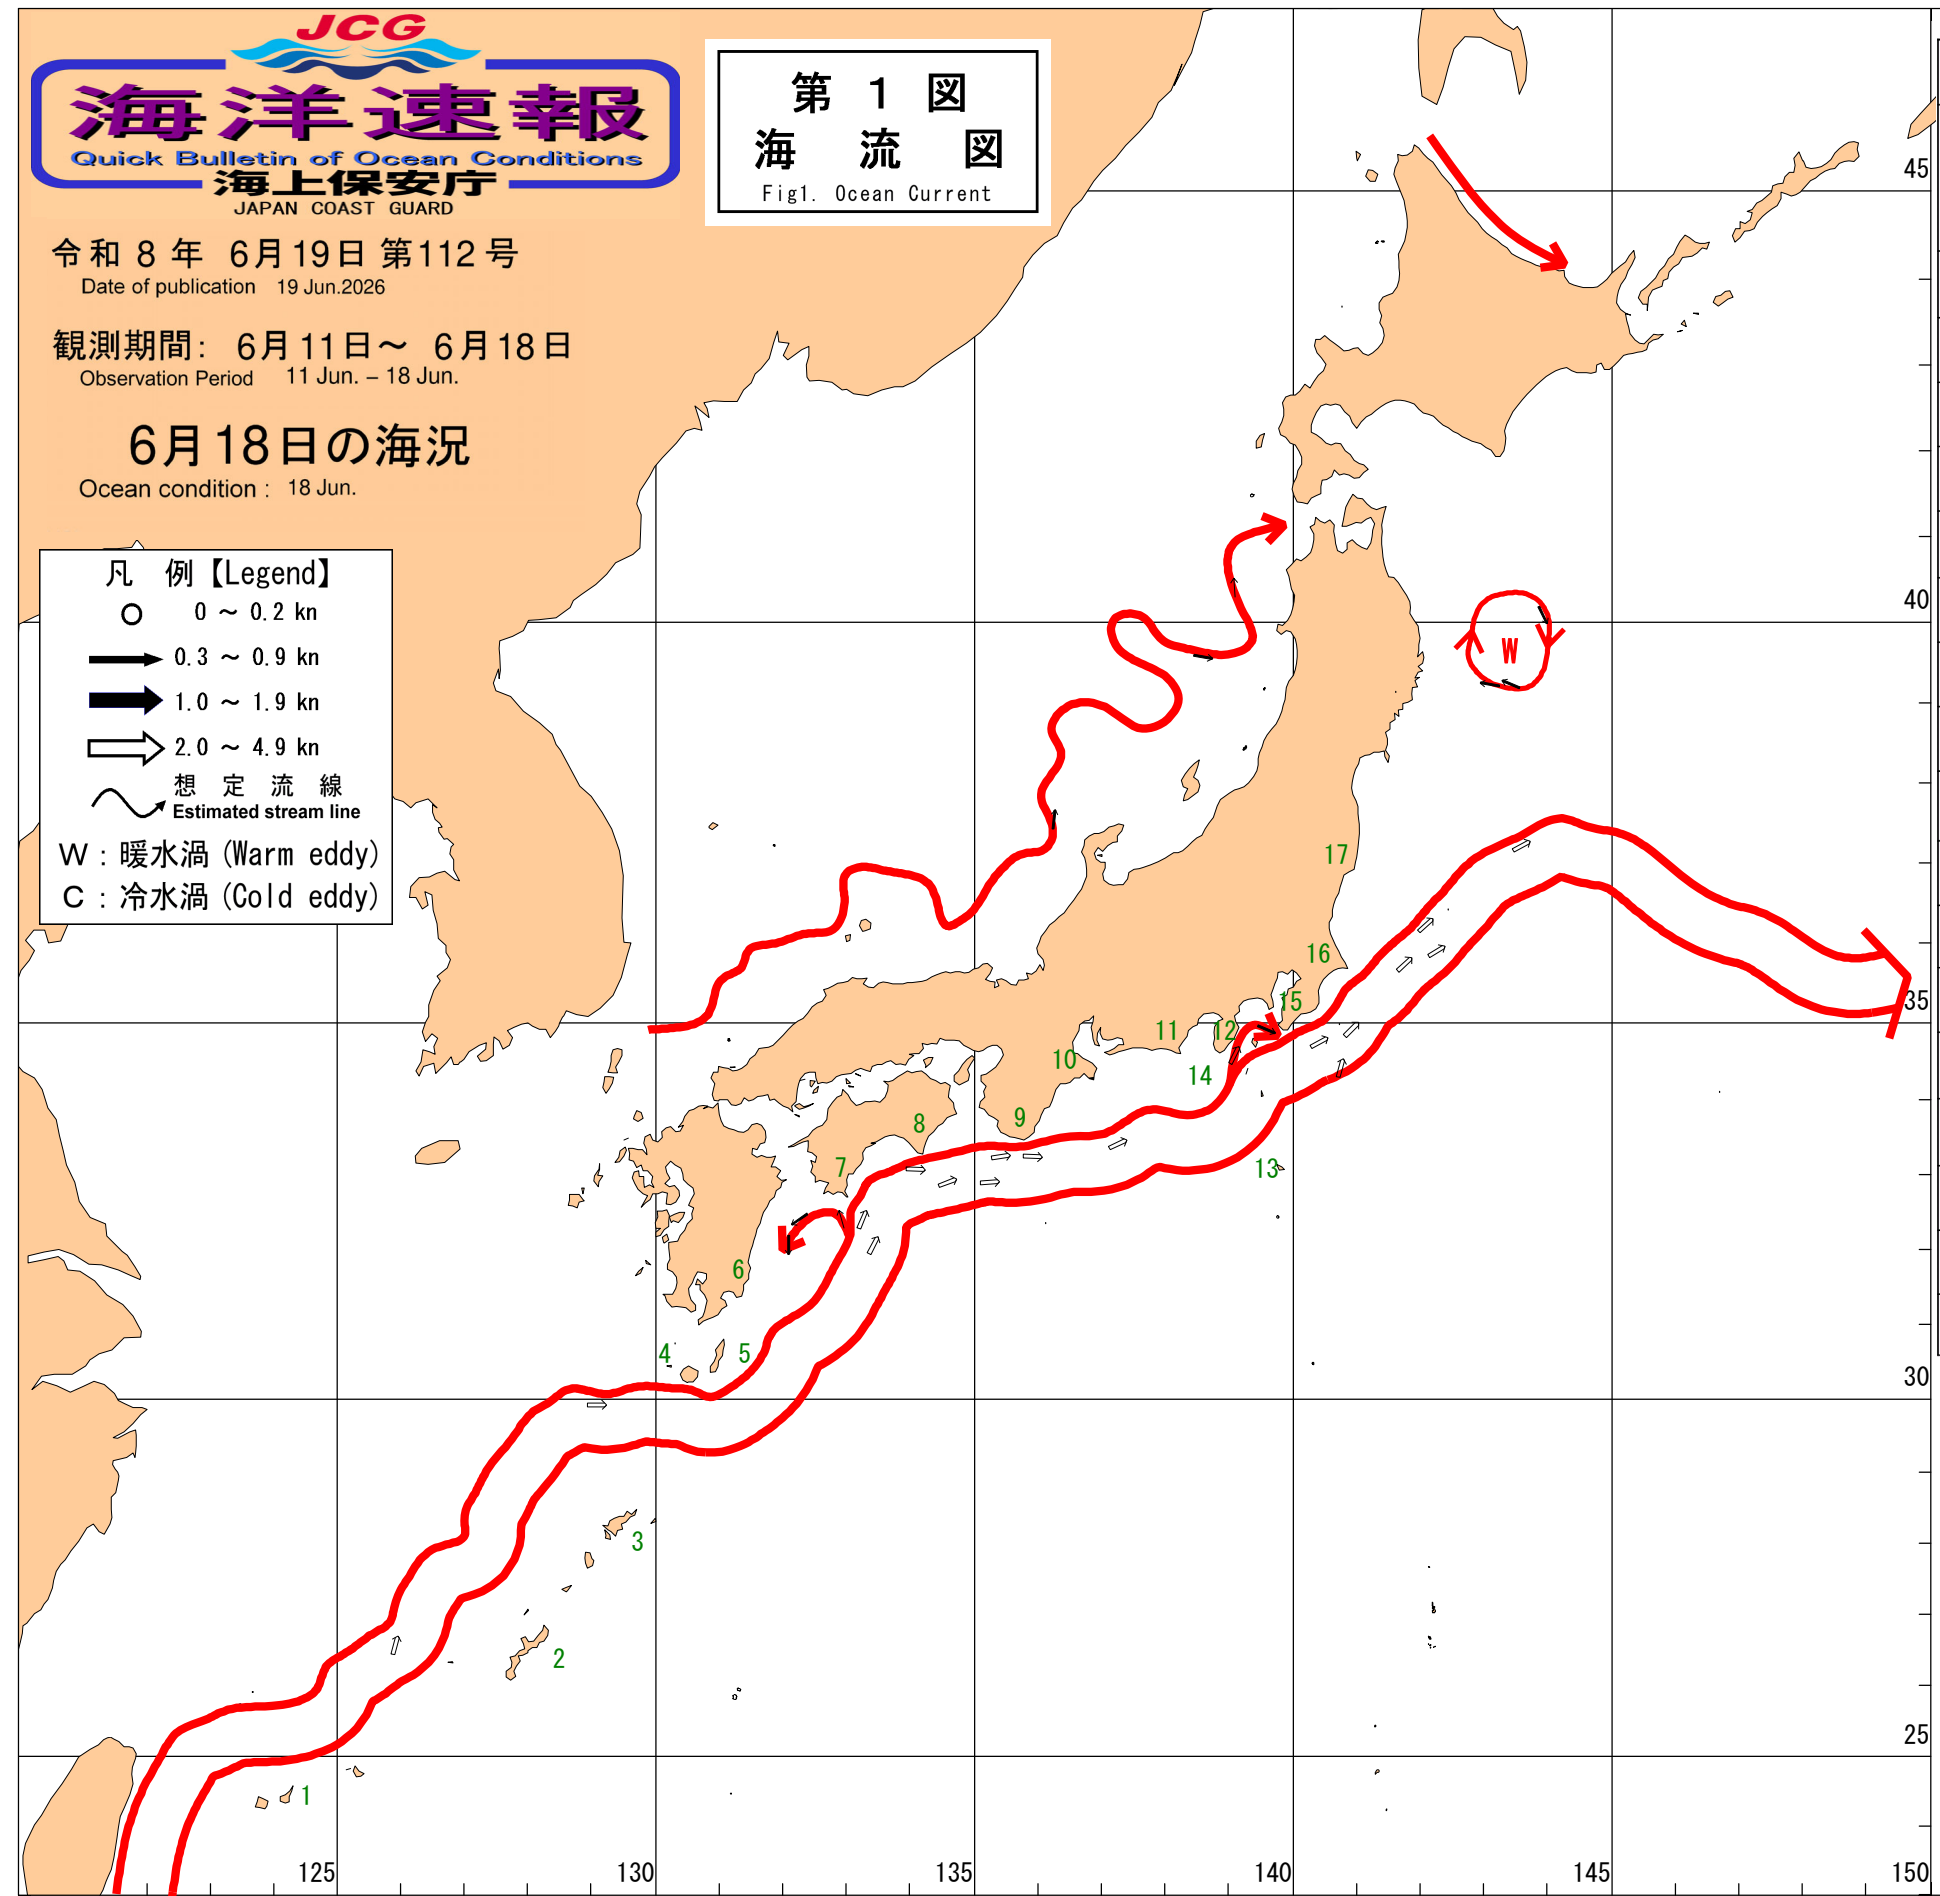 JCG
海洋速報
Quick Bulletin of Ocean Conditions
海上保安庁
JAPAN COAST GUARD
令和 8 年 6月19日 第112号
Date of publication 19 Jun.2026
観測期間: 6月11日～ 6月18日
Observation Period 11 Jun. – 18 Jun.
6月18日の海況
Ocean condition : 18 Jun.
第 1 図
海 流 図
Fig1. Ocean Current
凡 例【Legend】
0 ～ 0.2 kn
0.3 ～ 0.9 kn
1.0 ～ 1.9 kn
2.0 ～ 4.9 kn
想 定 流 線
Estimated stream line
W : 暖水渦 (Warm eddy)
C : 冷水渦 (Cold eddy)
45
40
W
17
16
35
15
12
11
10
14
9
8
7
13
6
5
4
30
3
2
25
1
125
130
135
140
145
150